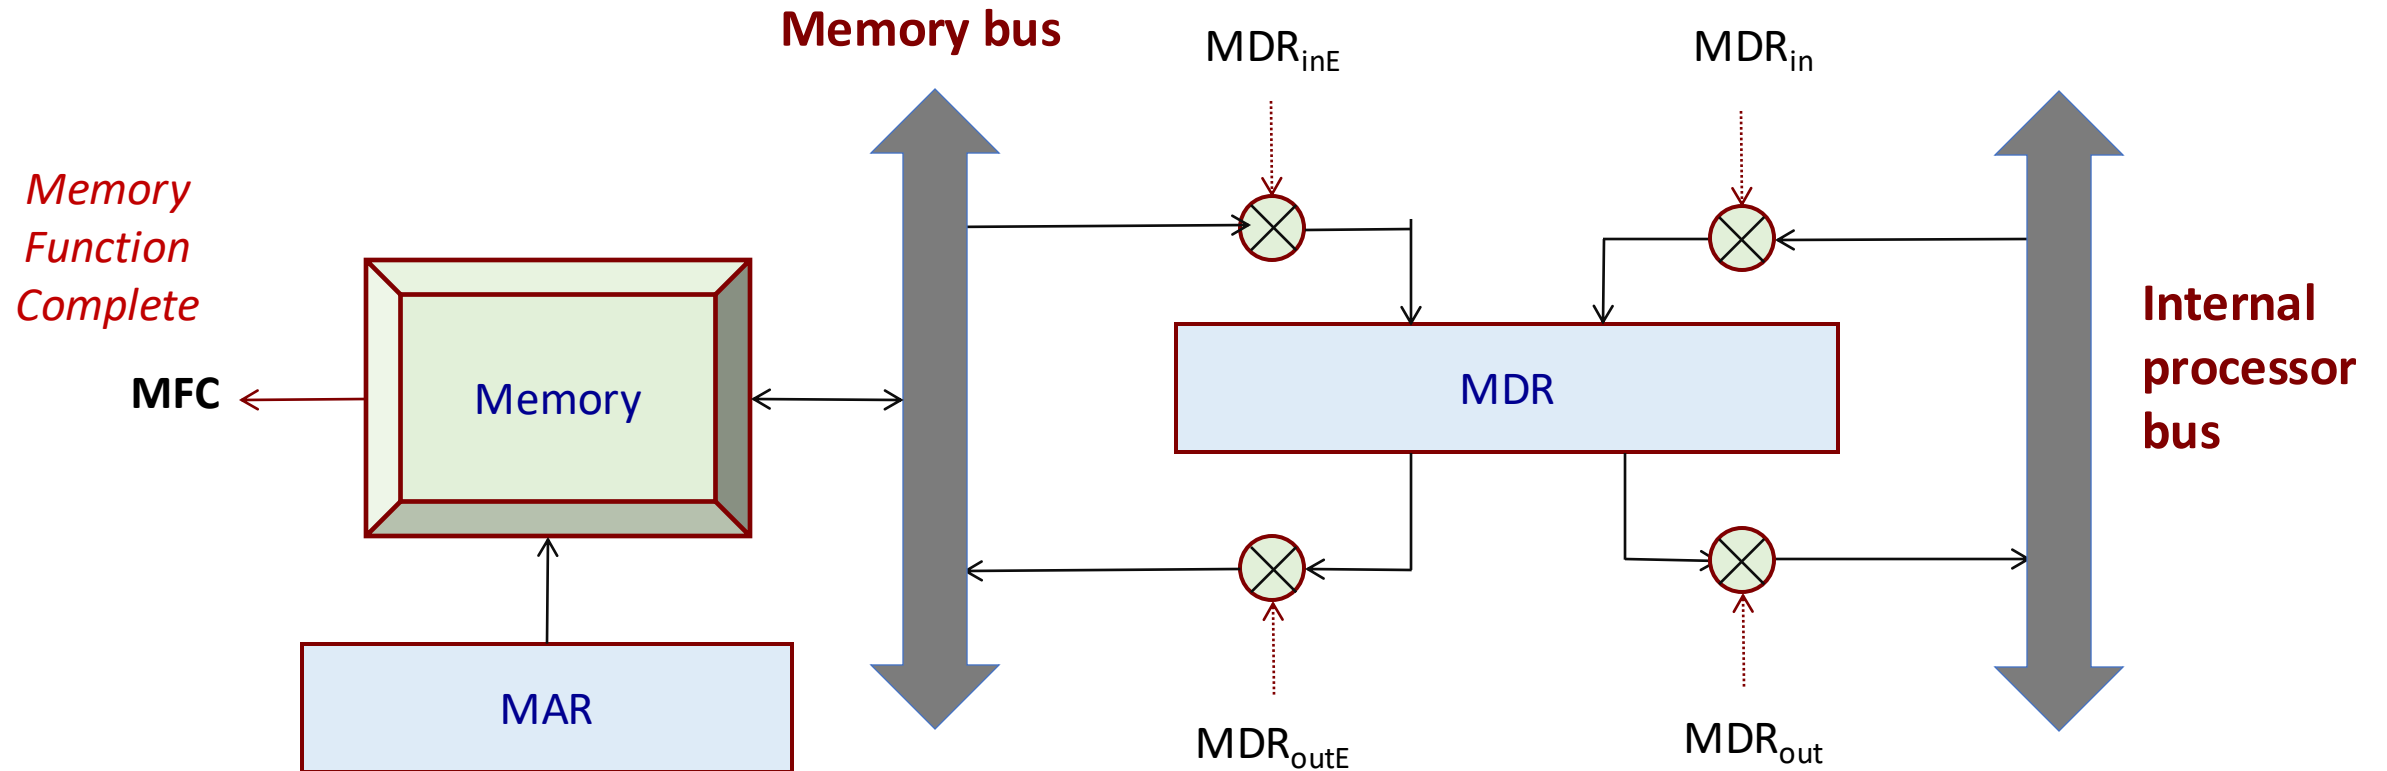 Memory bus
MDRinE
MDRin
Memory
Function
Complete
MFC
Memory
MDR
Internal
processor
bus
MAR
MDRoutE
MDRout